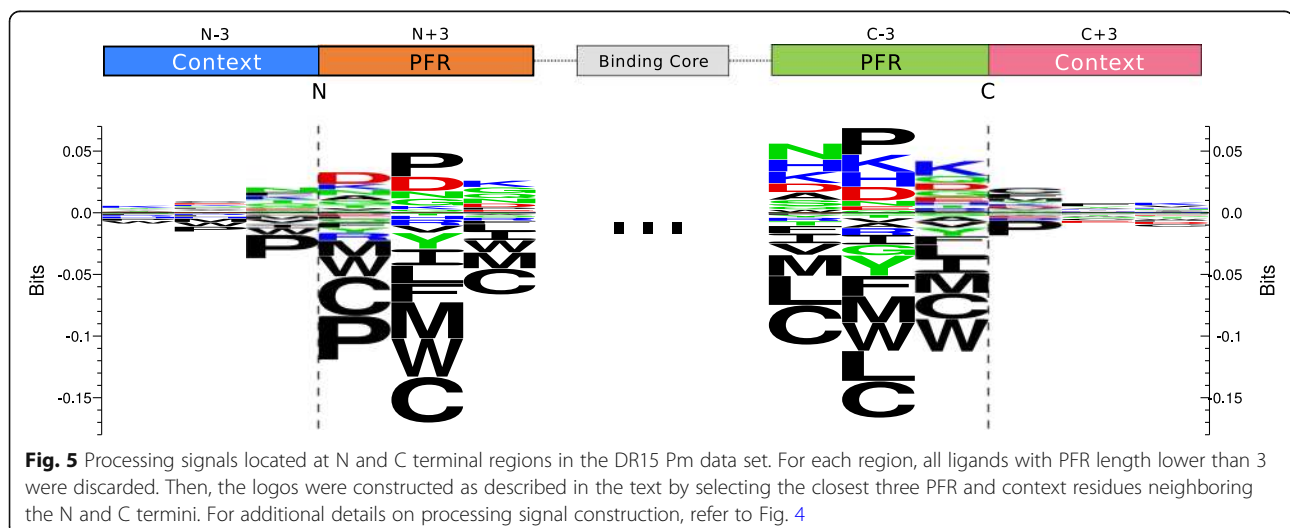 N-3 N+3 C-3 C+3
Context PFR Binding Core PFR Context
N C
0.05 0.05
0.0 0.0
-0.05 -0.05
-0.1 -0.1
-0.15 -0.15
Bits Bits
Fig. 5 Processing signals located at N and C terminal regions in the DR15 Pm data set. For each region, all ligands with PFR length lower than 3
were discarded. Then, the logos were constructed as described in the text by selecting the closest three PFR and context residues neighboring
the N and C termini. For additional details on processing signal construction, refer to Fig. 4